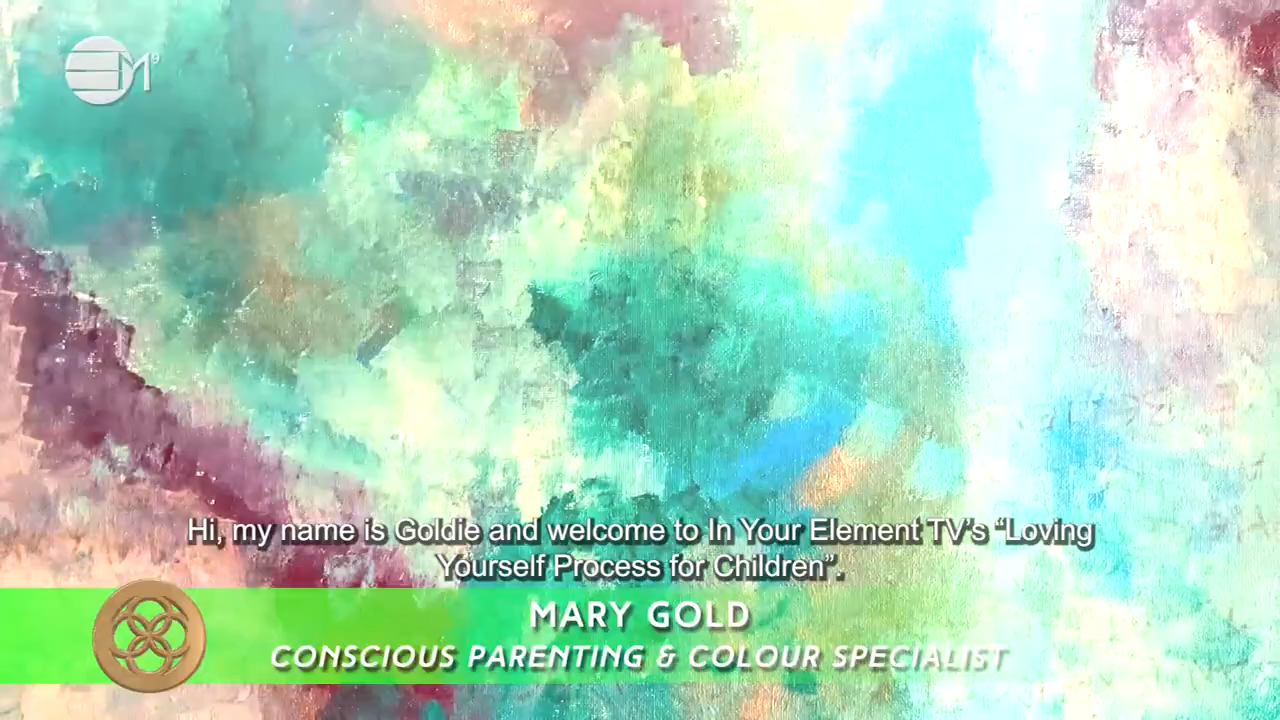 Hi, my name is Goldie and welcome to In Your Element TV's “Loving
Yourself Process for Children”.
MARY GOLD
CONSCIOUS PARENTING & COLOUR SPECIALIST